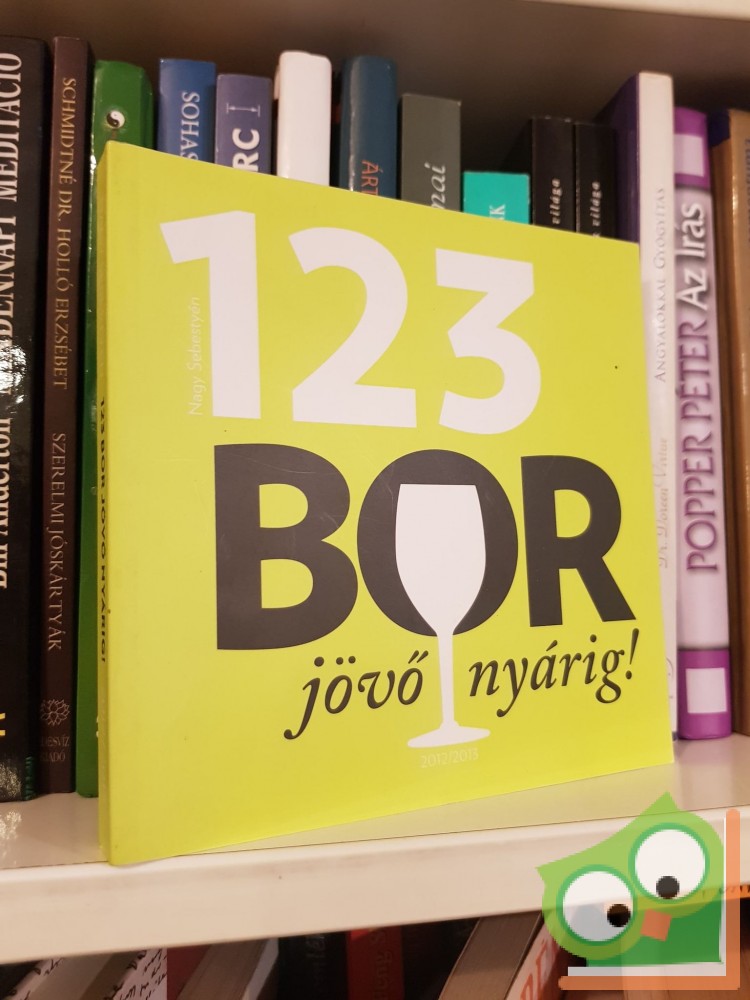 123
Nagy Sebestyén
BOR
jövő nyárig!
2012/2013
123 BOR JÖVŐ NYÁRIG!
SCHMIDTNÉ DR. HOLLÓ ERZSÉBET
SZERELMI JÓSKÁRTYÁK
MEDITÁCIÓ
SOHAS
RC
ÁRT
világa
világa
ANGYALOKKAL GYÓGYÍTÁS
POPPER PÉTER Az Írás